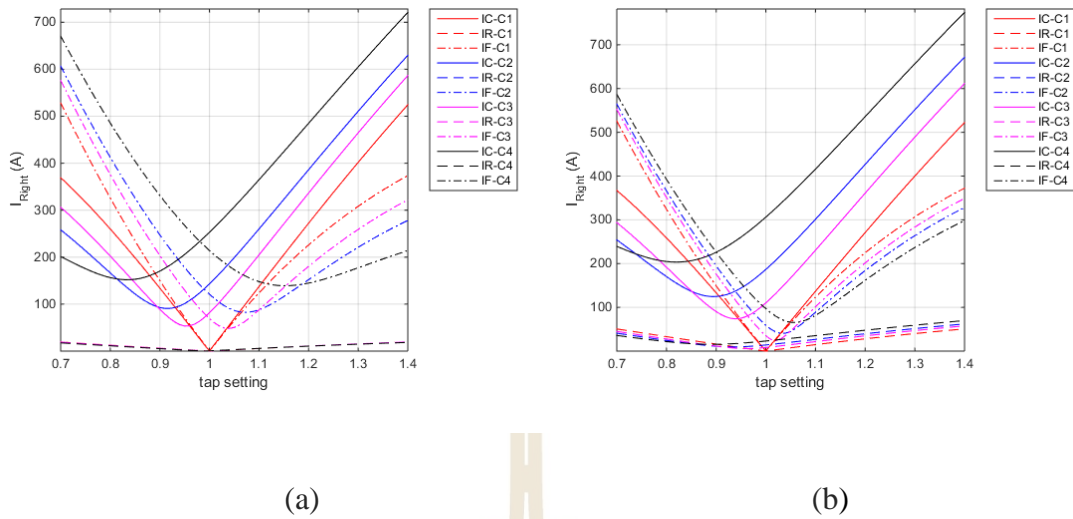 700
600
500
400
300
200
100
0.7 0.8 0.9 1 1.1 1.2 1.3 1.4
tap setting
I_Right (A)
IC-C1
IR-C1
IF-C1
IC-C2
IR-C2
IF-C2
IC-C3
IR-C3
IF-C3
IC-C4
IR-C4
IF-C4
700
600
500
400
300
200
100
0.7 0.8 0.9 1 1.1 1.2 1.3 1.4
tap setting
I_Right (A)
IC-C1
IR-C1
IF-C1
IC-C2
IR-C2
IF-C2
IC-C3
IR-C3
IF-C3
IC-C4
IR-C4
IF-C4
(a) (b)